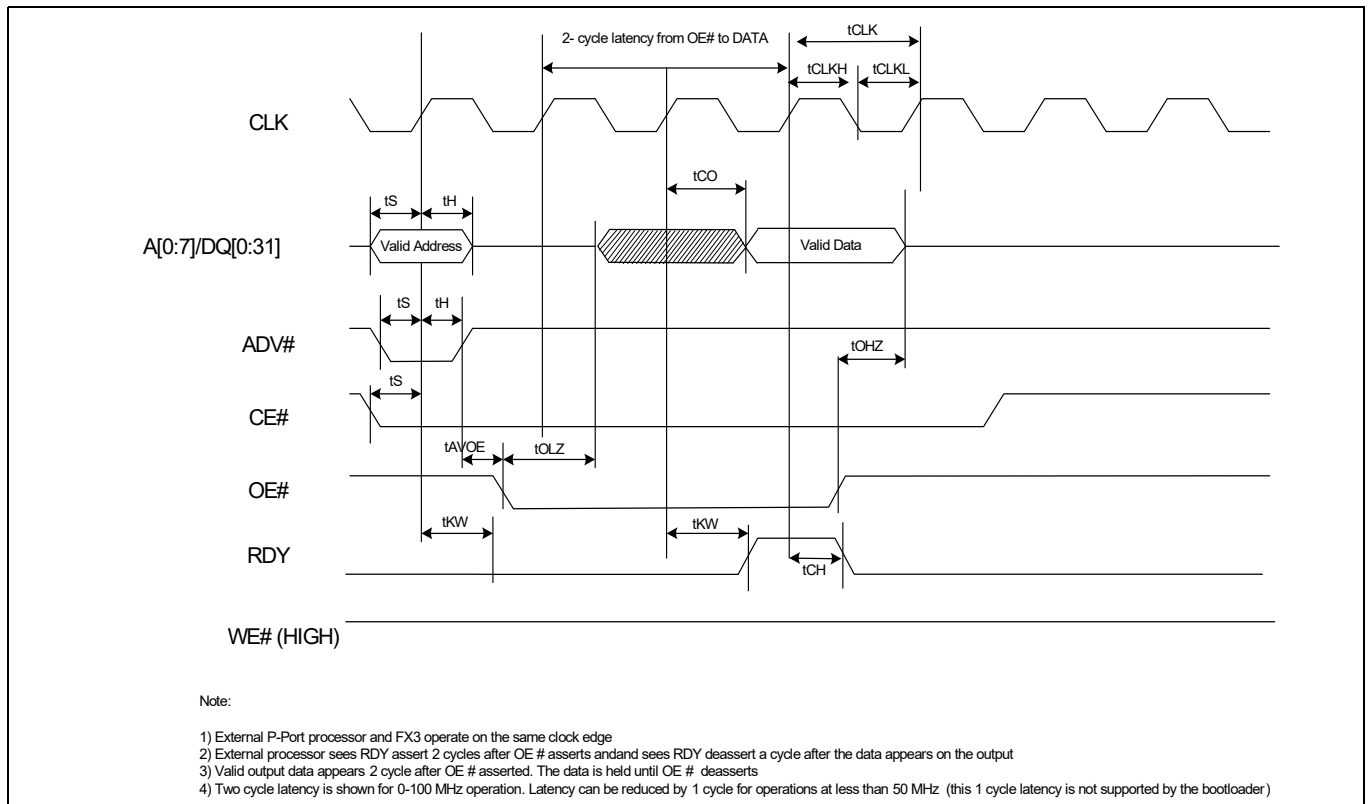 2- cycle latency from OE# to DATA
tCLK
tCLKH
tCLKL
CLK
tCO
tS
tH
A[0:7]/DQ[0:31]
Valid Address
Valid Data
tS
tH
ADV#
tOHZ
tS
CE#
tAVOE
tOLZ
OE#
tKW
tKW
RDY
tCH
WE# (HIGH)
Note:
1) External P-Port processor and FX3 operate on the same clock edge
2) External processor sees RDY assert 2 cycles after OE # asserts andand sees RDY deassert a cycle after the data appears on the output
3) Valid output data appears 2 cycle after OE # asserted. The data is held until OE # deasserts
4) Two cycle latency is shown for 0-100 MHz operation. Latency can be reduced by 1 cycle for operations at less than 50 MHz (this 1 cycle latency is not supported by the bootloader)